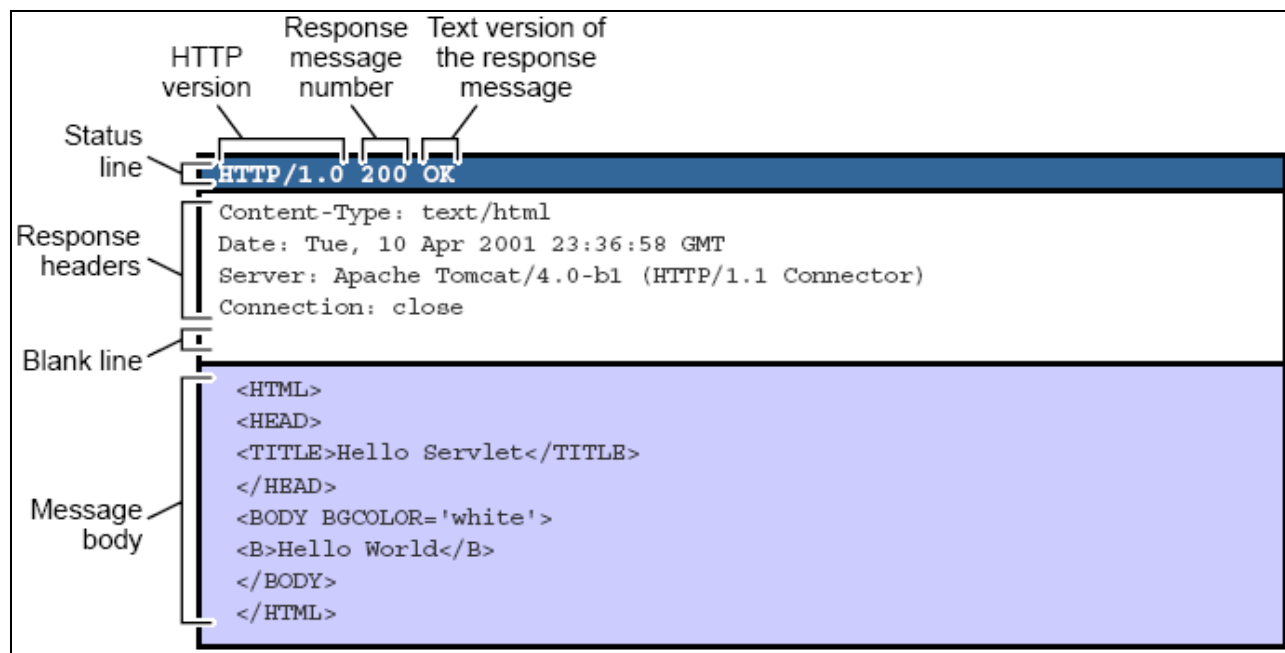 HTTP
version
Response
message
number
Text version of
the response
message
Status
line
HTTP/1.0 200 OK
Response
headers
Content-Type: text/html
Date: Tue, 10 Apr 2001 23:36:58 GMT
Server: Apache Tomcat/4.0-b1 (HTTP/1.1 Connector)
Connection: close
Blank line
Message
body
<HTML>
<HEAD>
<TITLE>Hello Servlet</TITLE>
</HEAD>
<BODY BGCOLOR='white'>
<B>Hello World</B>
</BODY>
</HTML>